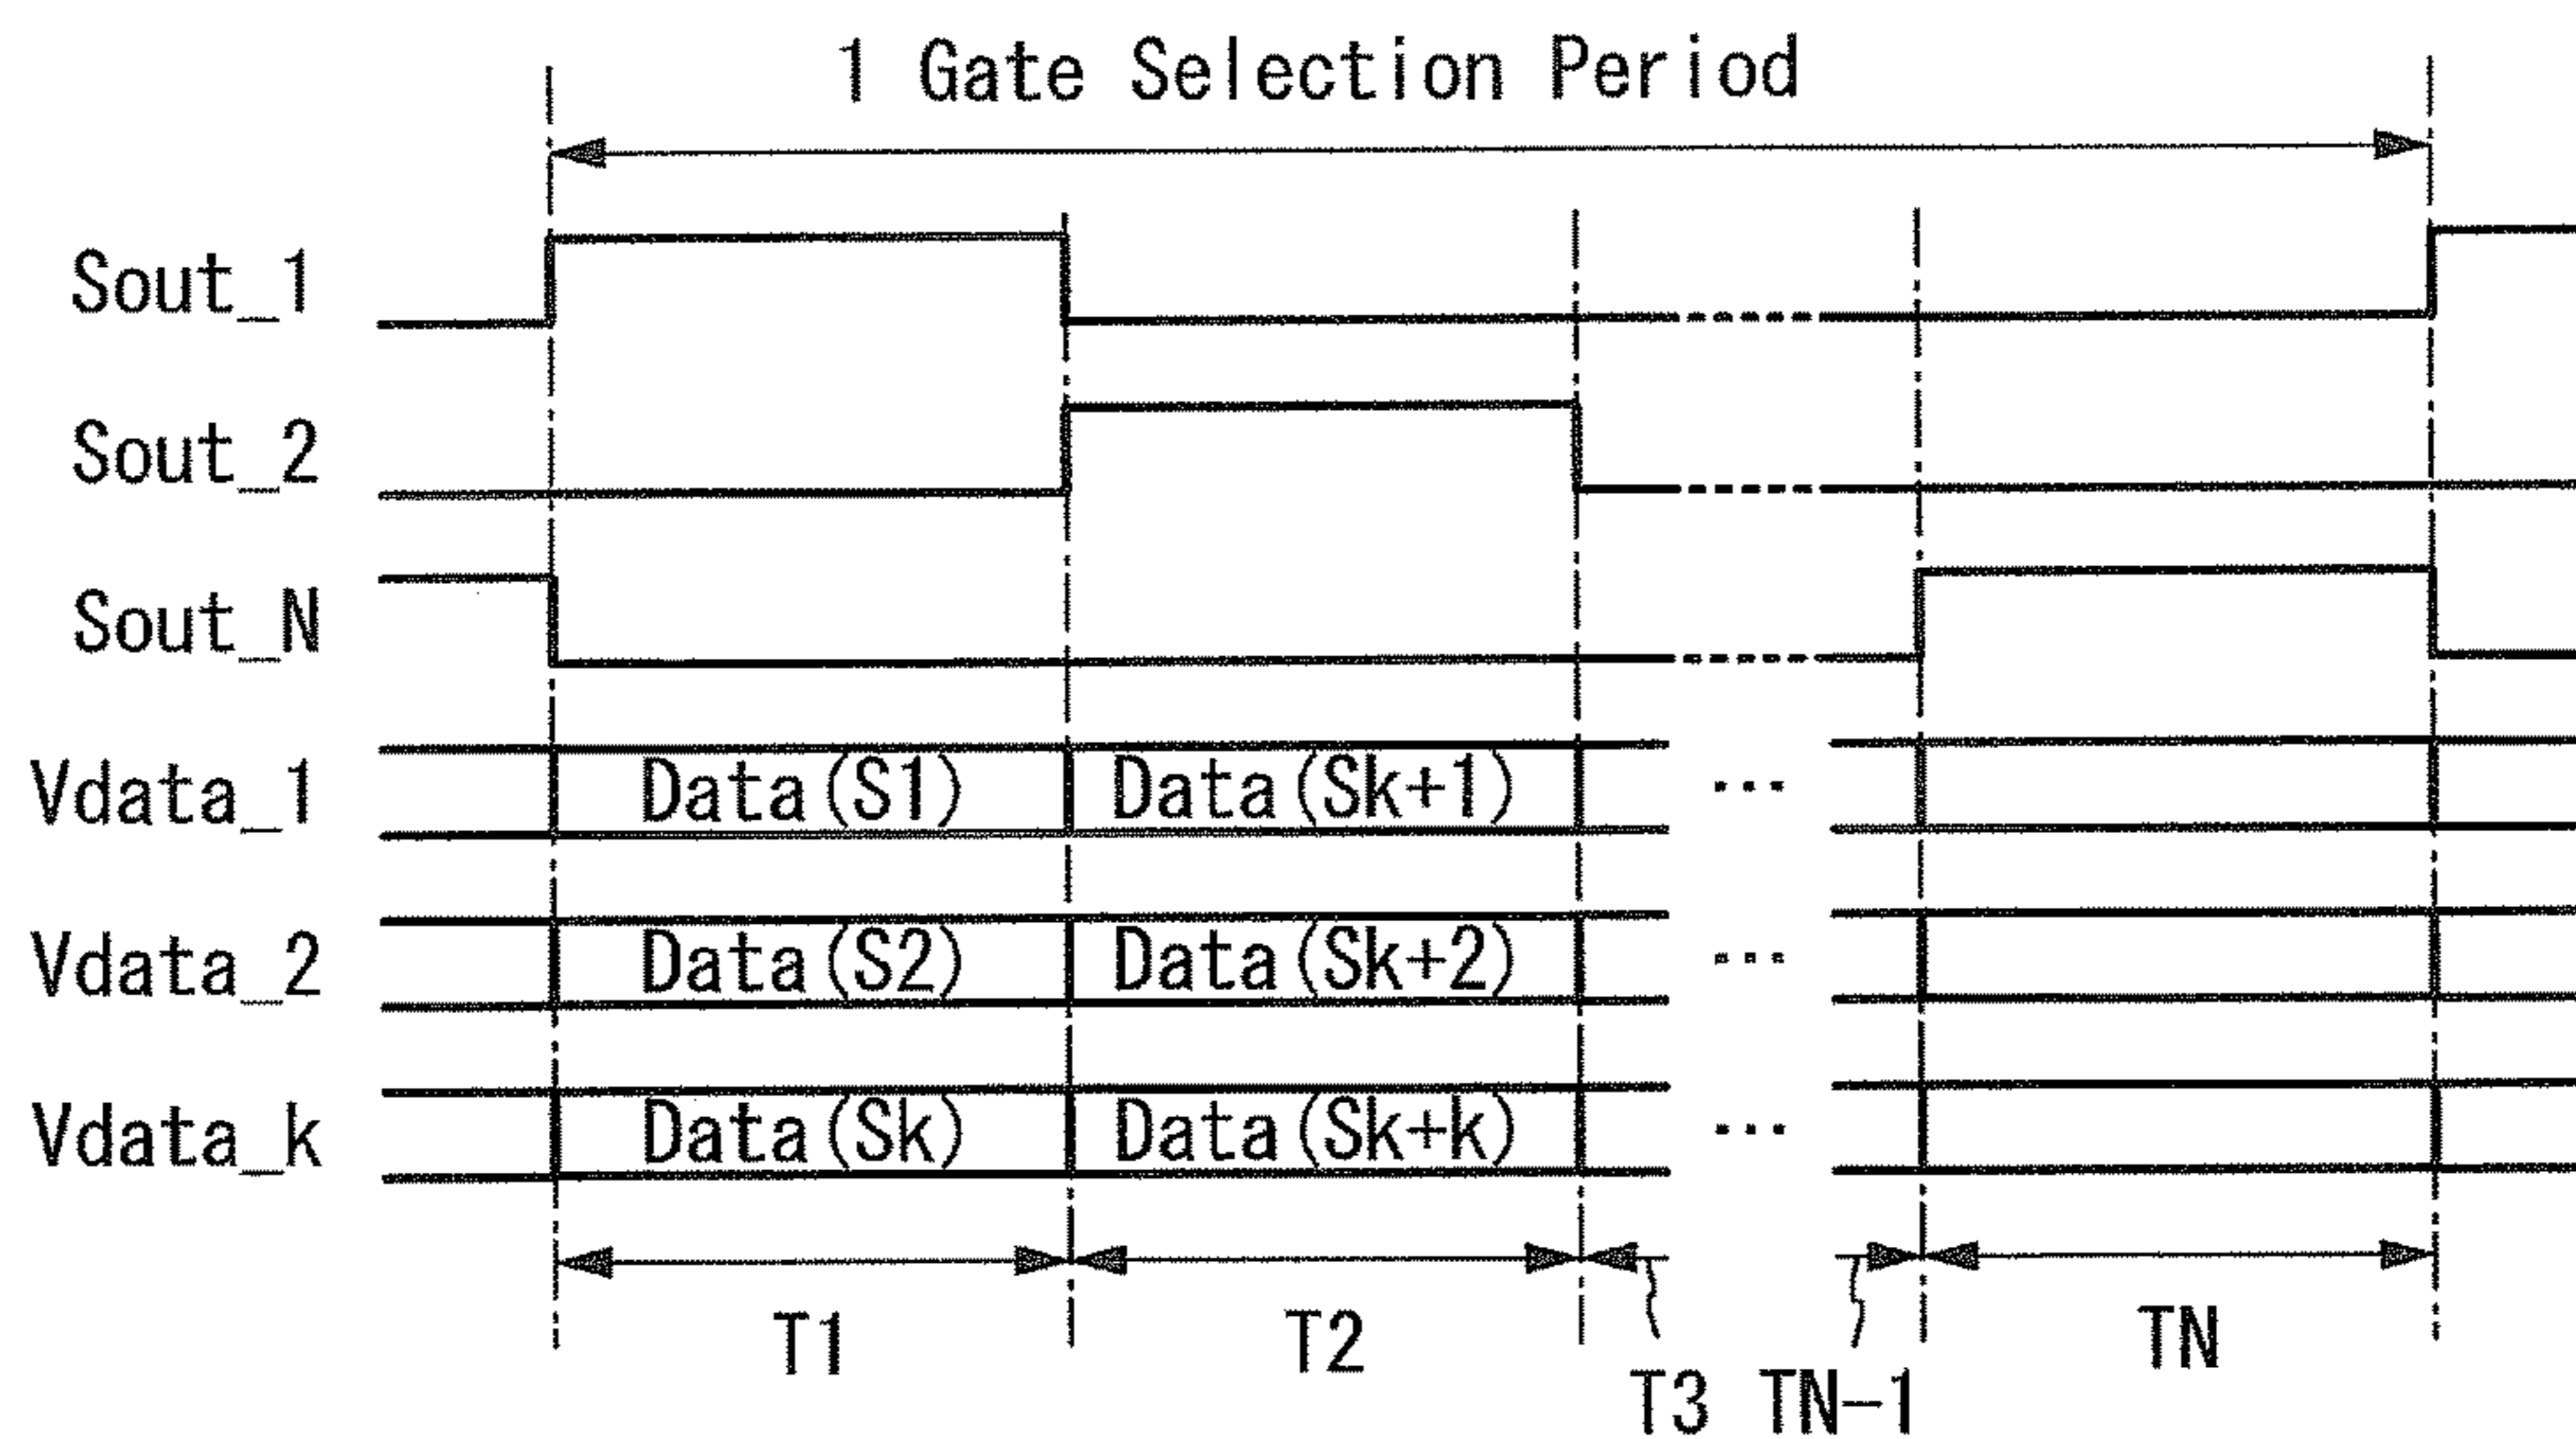 1 Gate Selection Period
Sout_1
Sout_2
Sout_N
Vdata_1 Data(S1) Data(Sk+1) ...
Vdata_2 Data(S2) Data(Sk+2) ...
Vdata_k Data(Sk) Data(Sk+k) ...
T1 T2 TN
T3 TN-1